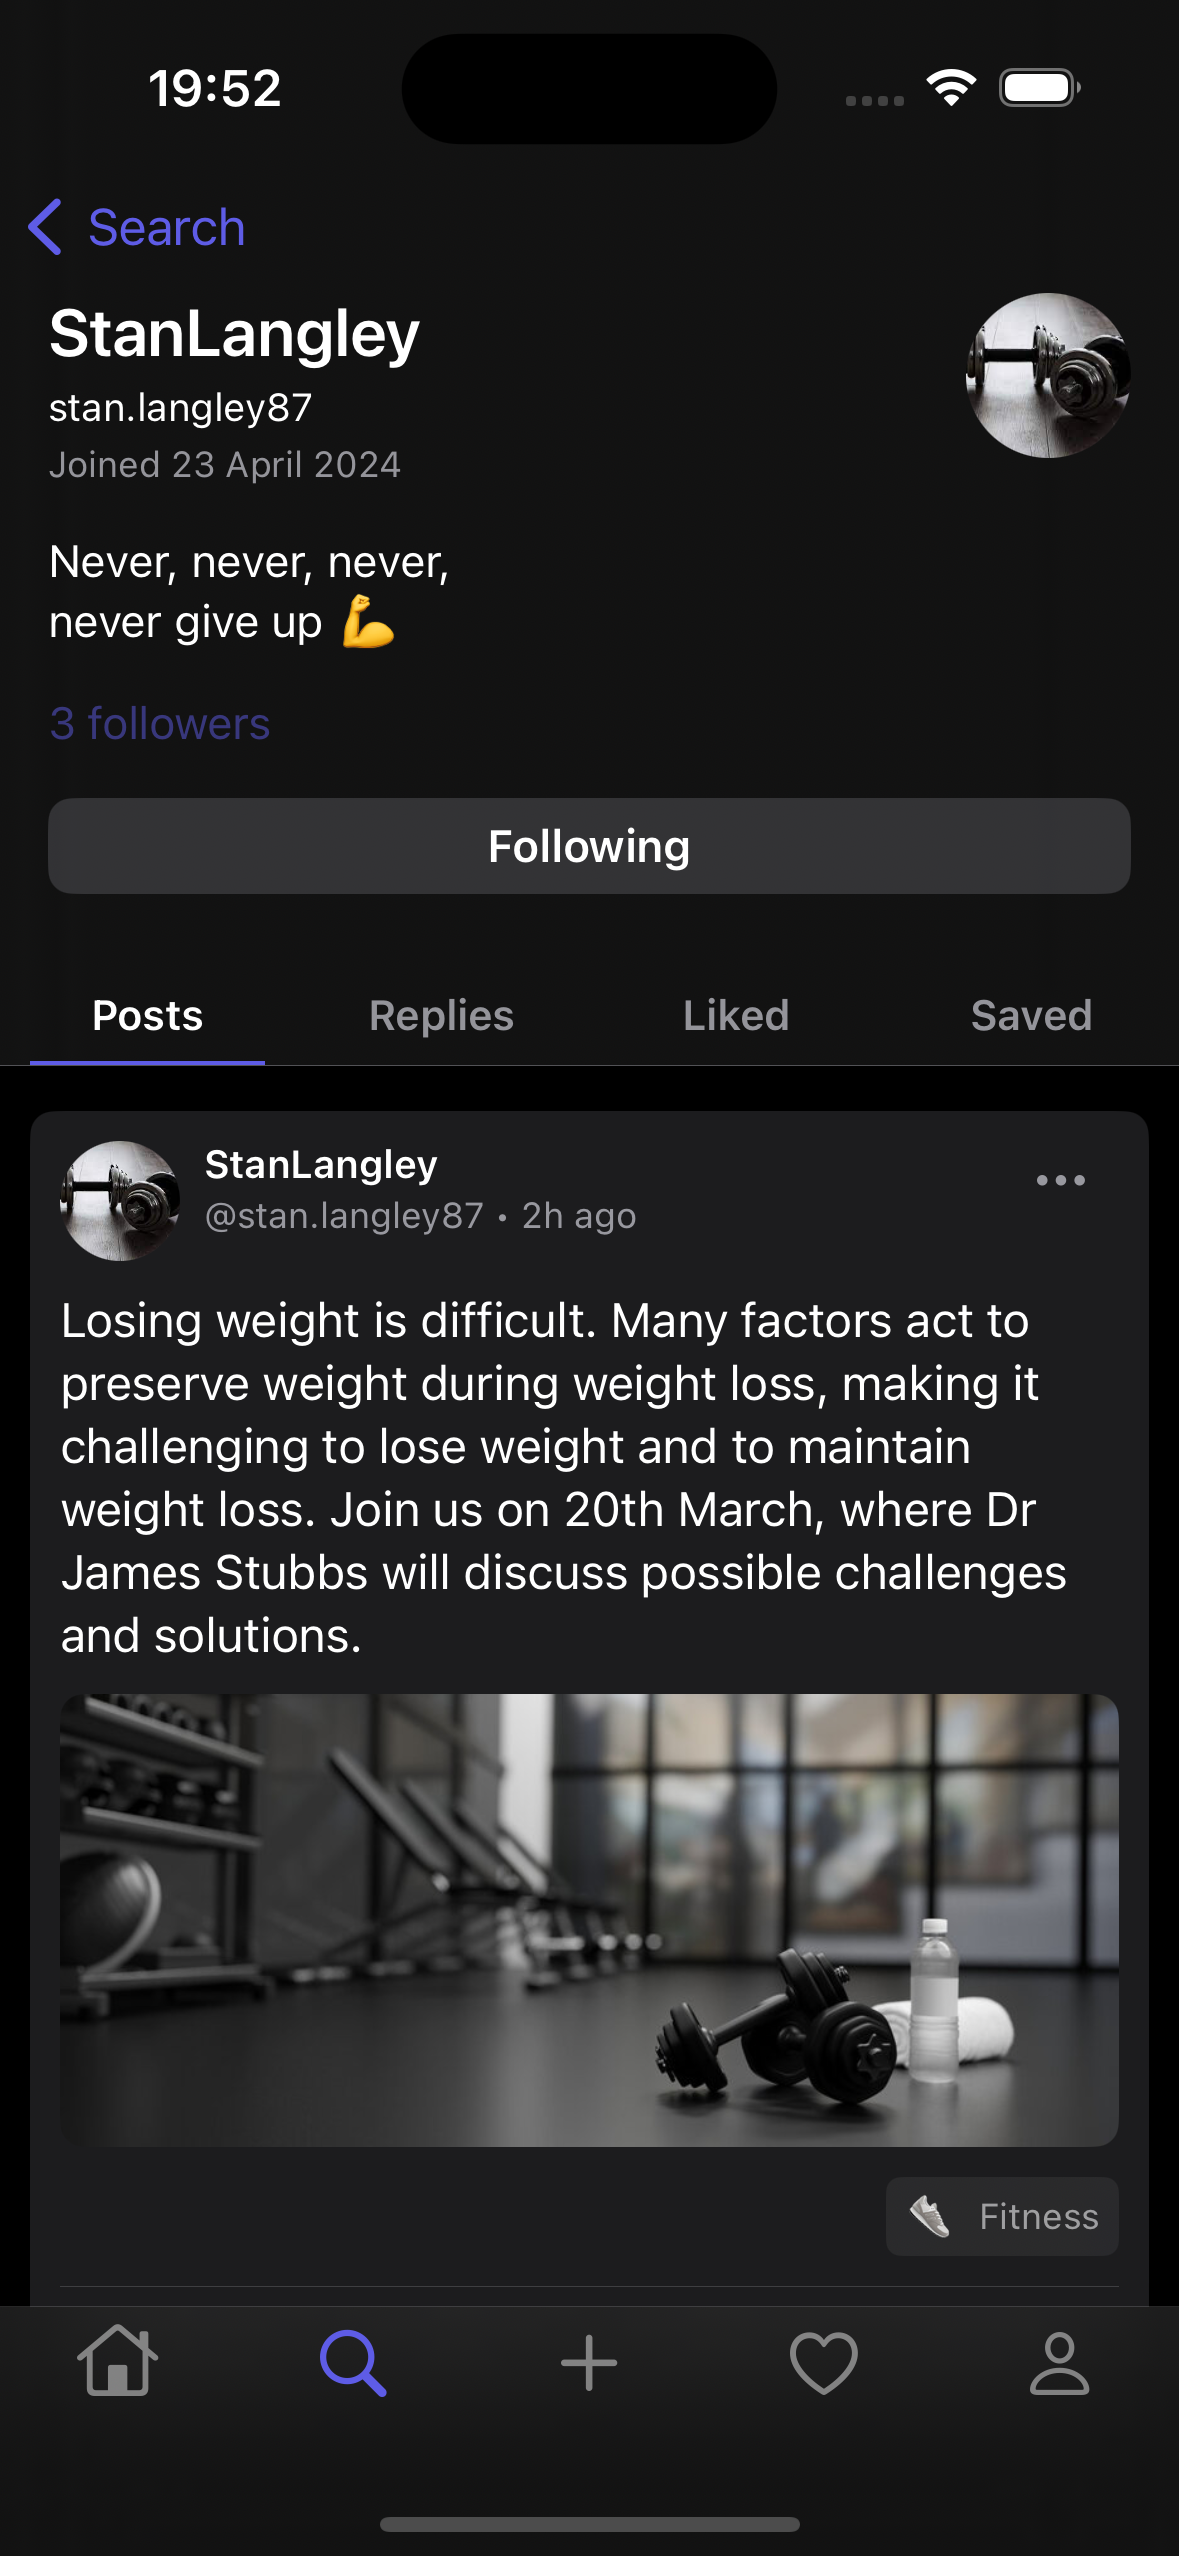 19:52
Search
StanLangley
stan.langley87
Joined 23 April 2024
Never, never, never,
never give up 💪
3 followers
Following
Posts Replies Liked Saved
StanLangley
@stan.langley87 • 2h ago
Losing weight is difficult. Many factors act to
preserve weight during weight loss, making it
challenging to lose weight and to maintain
weight loss. Join us on 20th March, where Dr
James Stubbs will discuss possible challenges
and solutions.
Fitness